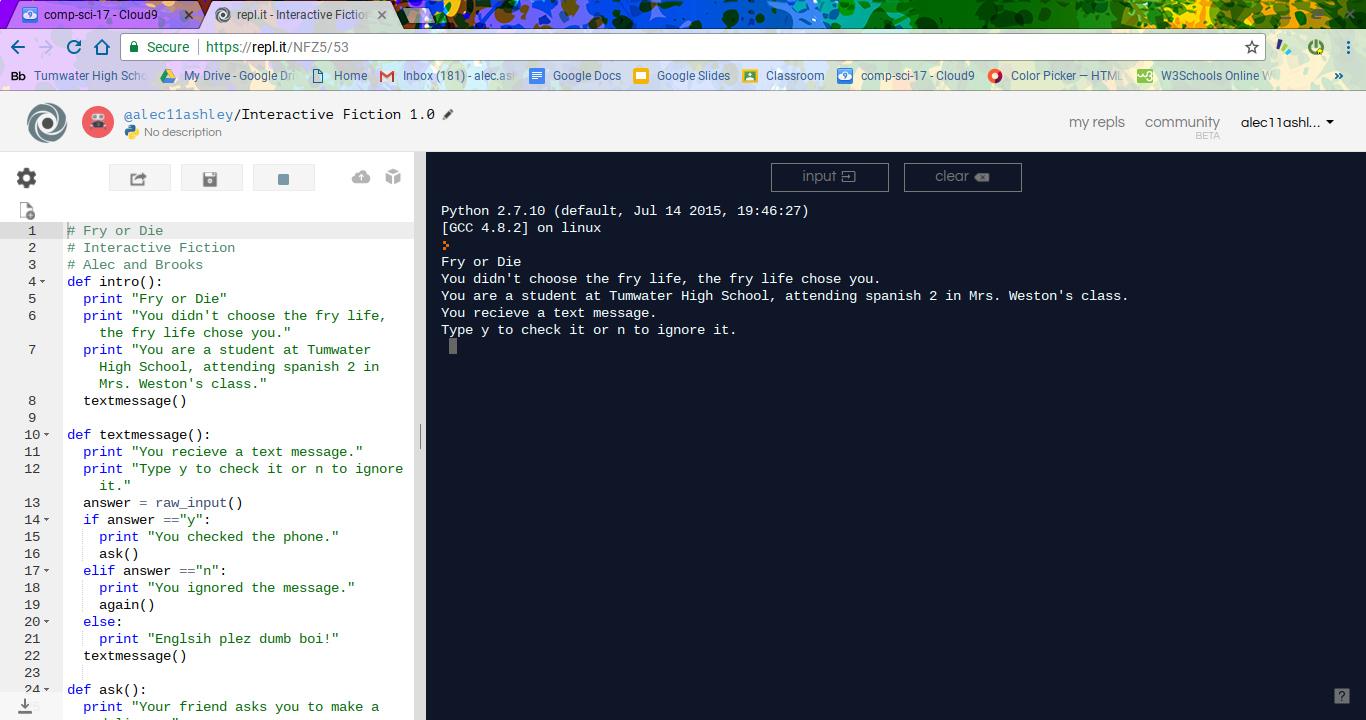 comp-sci-17 - Cloud9
repl.it - Interactive Fiction
Secure https://repl.it/NFZ5/53
Bb Tumwater High Scho My Drive - Google Dri Home Inbox (181) - alec.as Google Docs Google Slides Classroom comp-sci-17 - Cloud9 Color Picker — HTML W3Schools Online W »
@alec11ashley/Interactive Fiction 1.0
No description
my repls community BETA alec11ashl...
1 # Fry or Die
2 # Interactive Fiction
3 # Alec and Brooks
4 def intro():
5 print "Fry or Die"
6 print "You didn't choose the fry life,
the fry life chose you."
7 print "You are a student at Tumwater
High School, attending spanish 2 in
Mrs. Weston's class."
8 textmessage()
9
10 def textmessage():
11 print "You recieve a text message."
12 print "Type y to check it or n to ignore
it."
13 answer = raw_input()
14 if answer =="y":
15 print "You checked the phone."
16 ask()
17 elif answer =="n":
18 print "You ignored the message."
19 again()
20 else:
21 print "Englsih plez dumb boi!"
22 textmessage()
23
24 def ask():
print "Your friend asks you to make a
input clear
Python 2.7.10 (default, Jul 14 2015, 19:46:27)
[GCC 4.8.2] on linux
Fry or Die
You didn't choose the fry life, the fry life chose you.
You are a student at Tumwater High School, attending spanish 2 in Mrs. Weston's class.
You recieve a text message.
Type y to check it or n to ignore it.
?